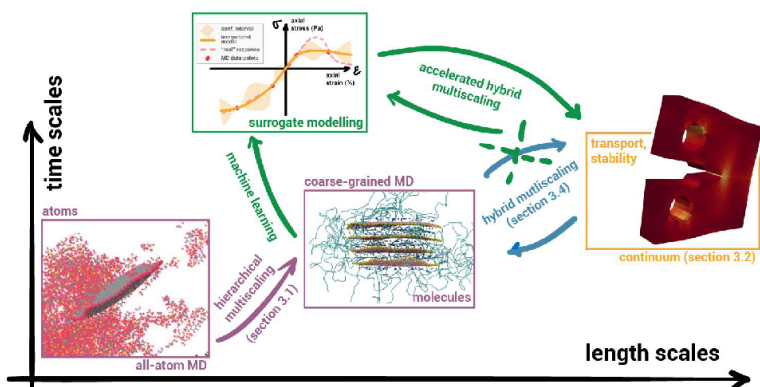 time scales
σ
axial
stress (Pa)
conf. interval
interpolated
model
"real" response
MD data points
ε
axial
strain (%)
surrogate modelling
accelerated hybrid
multiscaling
machine learning
transport,
stability
continuum (section 3.2)
hybrid mutliscaling
(section 3.4)
coarse-grained MD
molecules
atoms
all-atom MD
hierarchical
multiscaling
(section 3.1)
length scales